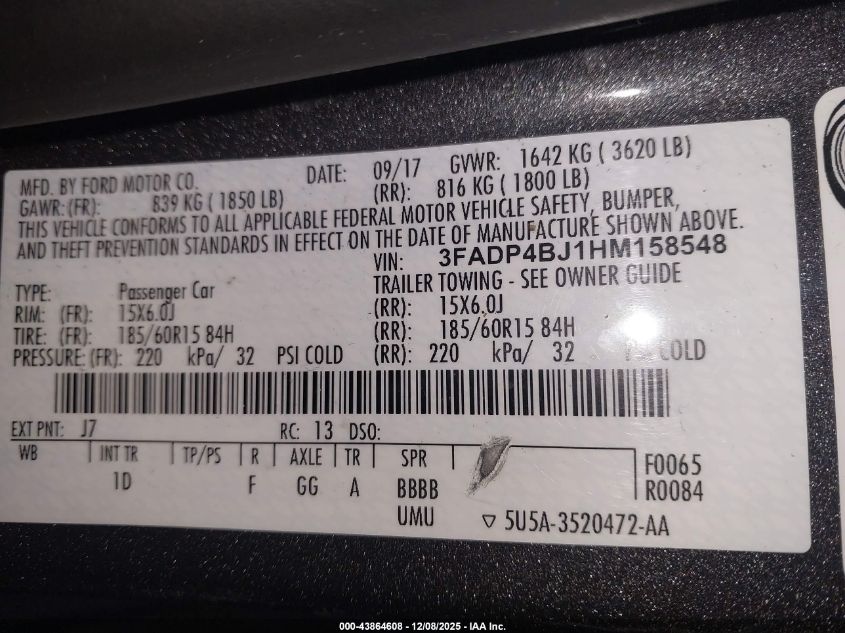 MFD. BY FORD MOTOR CO. DATE: 09/17 GVWR: 1642 KG ( 3620 LB)
GAWR: (FR): 839 KG ( 1850 LB) (RR): 816 KG ( 1800 LB)
THIS VEHICLE CONFORMS TO ALL APPLICABLE FEDERAL MOTOR VEHICLE SAFETY, BUMPER,
AND THEFT PREVENTION STANDARDS IN EFFECT ON THE DATE OF MANUFACTURE SHOWN ABOVE.
VIN: 3FADP4BJ1HM158548
TYPE: Passenger Car TRAILER TOWING - SEE OWNER GUIDE
RIM: (FR): 15X6.0J (RR): 15X6.0J
TIRE: (FR): 185/60R15 84H (RR): 185/60R15 84H
PRESSURE: (FR): 220 kPa/ 32 PSI COLD (RR): 220 kPa/ 32 PSI COLD
EXT PNT: J7 RC: 13 DSO:
WB INT TR TP/PS R AXLE TR SPR
1D F GG A BBBB
UMU
F0065
R0084
5U5A-3520472-AA
000-43864608 - 12/08/2025 - IAA Inc.